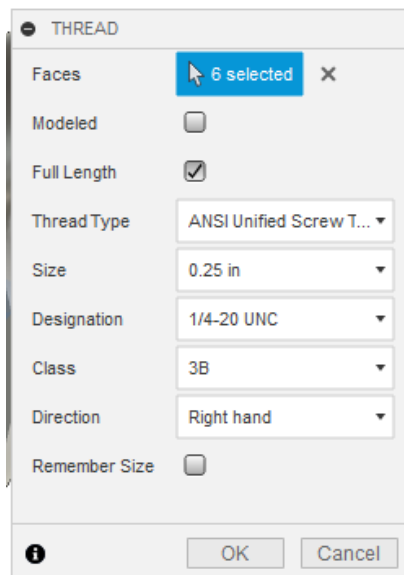 THREAD
Faces 6 selected
Modeled
Full Length
Thread Type ANSI Unified Screw T...
Size 0.25 in
Designation 1/4-20 UNC
Class 3B
Direction Right hand
Remember Size
OK Cancel